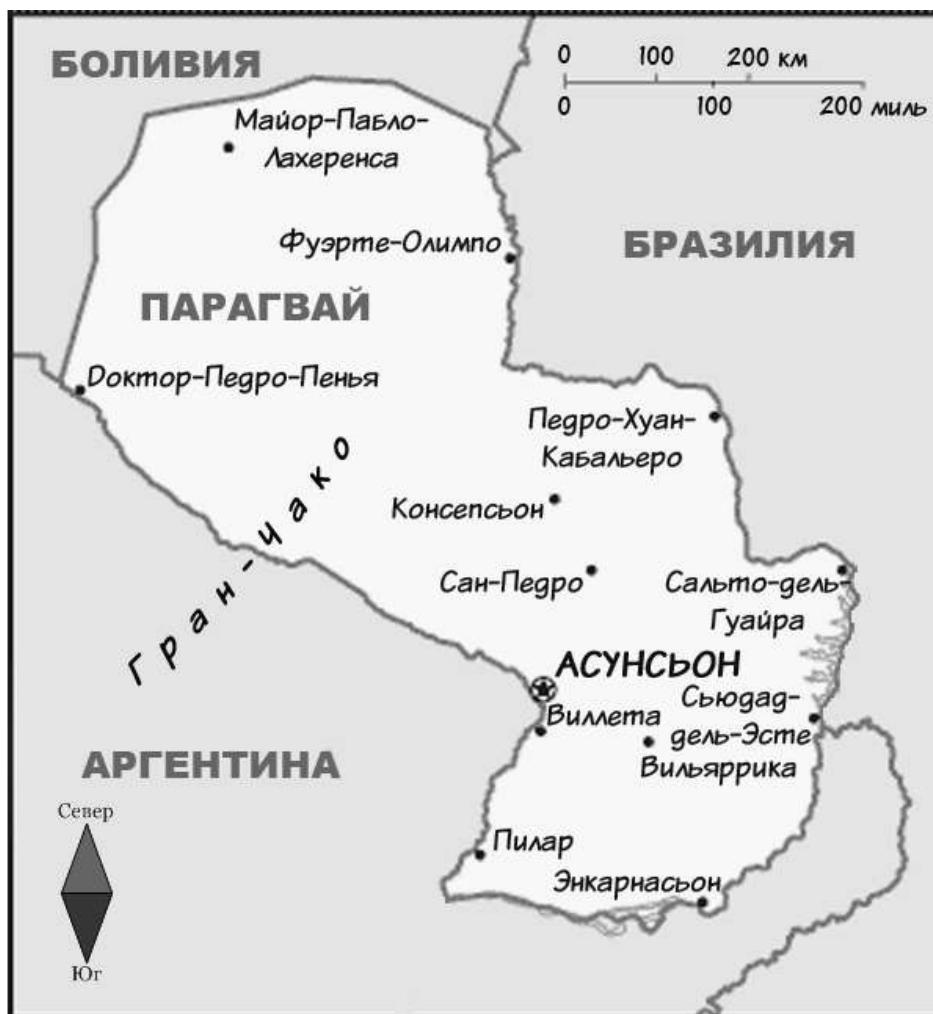 БОЛИВИЯ
0 100 200 км
0 100 200 миль
Майор-Пабло-
Лахеренса
Фуэрте-Олимпо
БРАЗИЛИЯ
ПАРАГВАЙ
Доктор-Педро-Пенья
Педро-Хуан-
Кабальеро
Гран-Чако
Консепсьон
Сан-Педро
Сальто-дель-
Гуайра
АСУНСЬОН
Виллета
Сьюдад-
дель-Эсте
Вильяррика
АРГЕНТИНА
Север
Юг
Пилар
Энкарнасьон